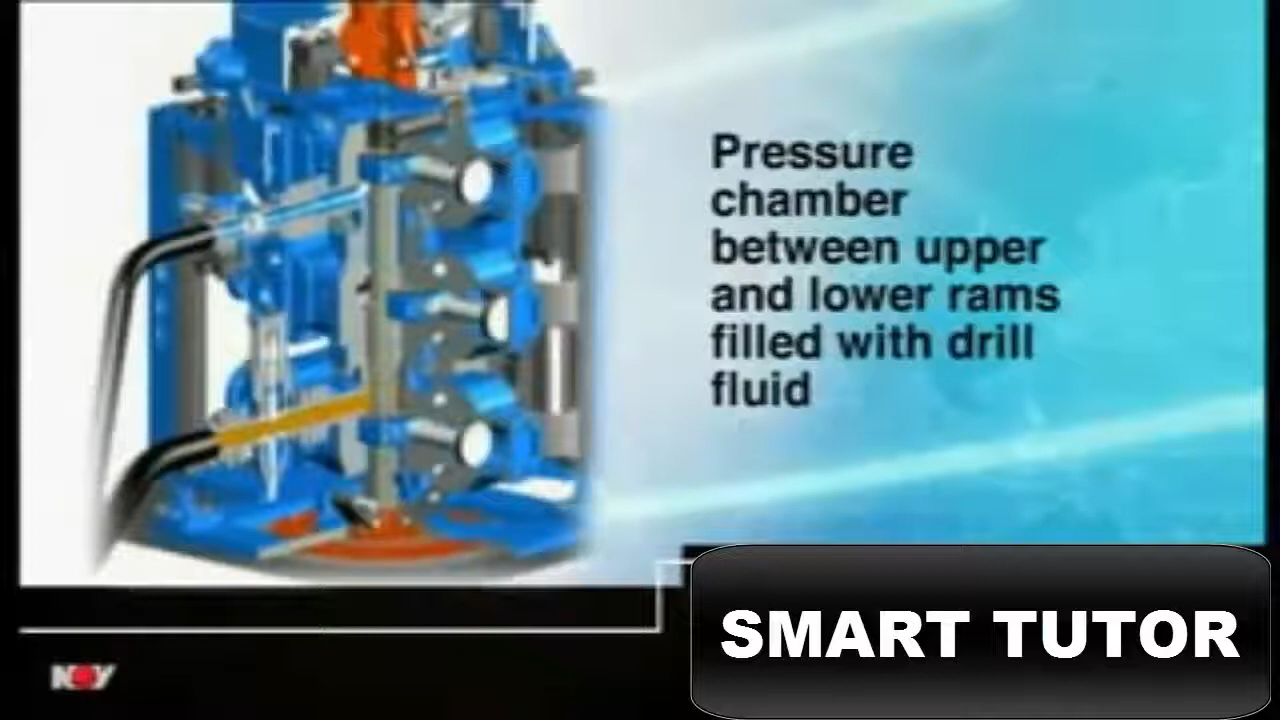 Pressure
chamber
between upper
and lower rams
filled with drill
fluid
SMART TUTOR
NOV